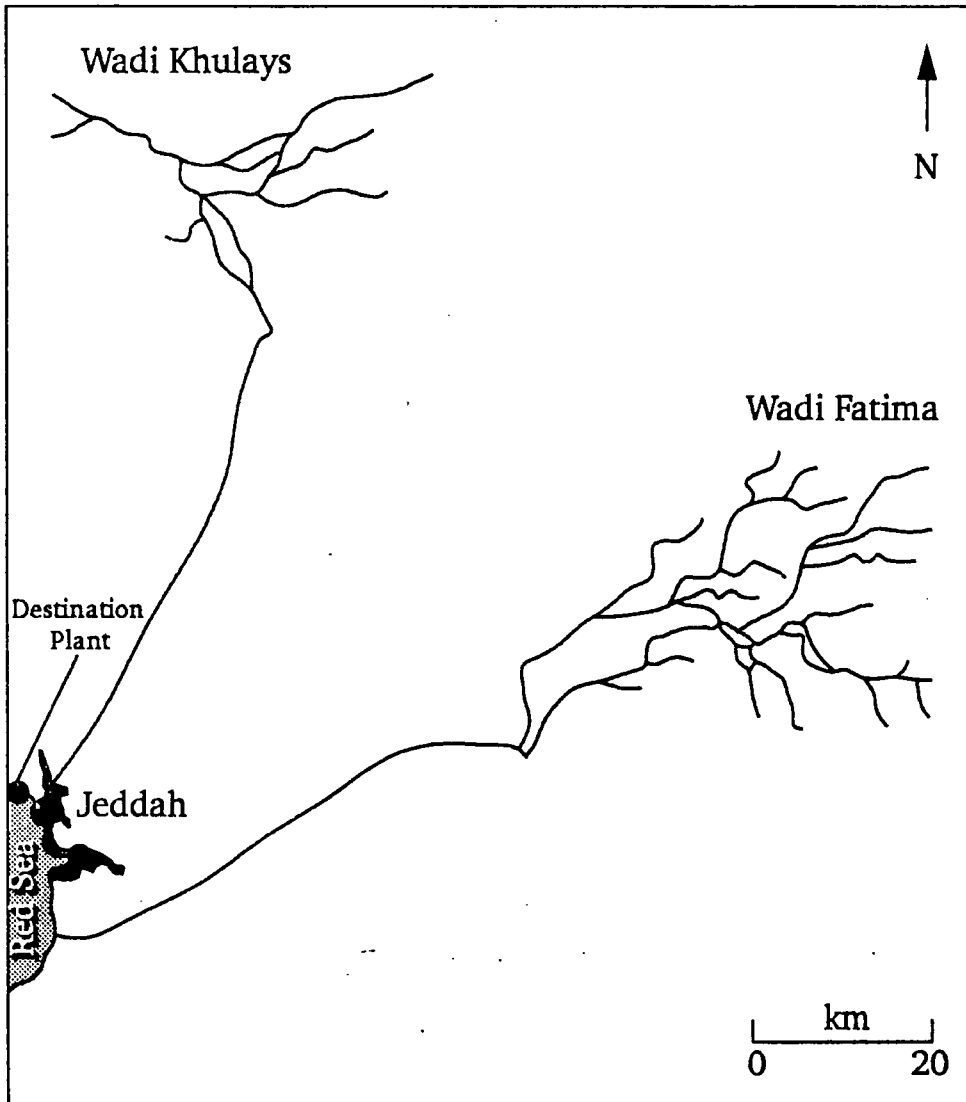 Wadi Khulays
N
Wadi Fatima
Destination
Plant
Jeddah
Red Sea
km
0 20